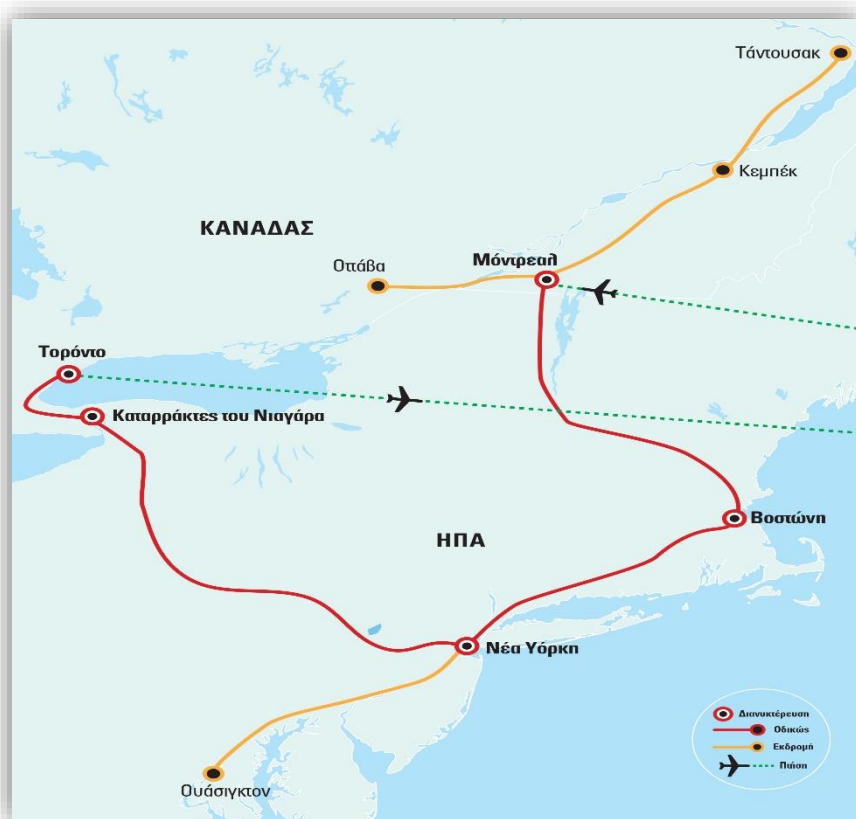 Τάντουσακ
Κεμπέκ
ΚΑΝΑΔΑΣ
Οττάβα
Μόντρεαλ
Τορόντο
Καταρράκτες του Νιαγάρα
Βοστώνη
ΗΠΑ
Νέα Υόρκη
Ουάσιγκτον
Διανυκτέρευση
Οδικώς
Εκδρομή
Πτήση